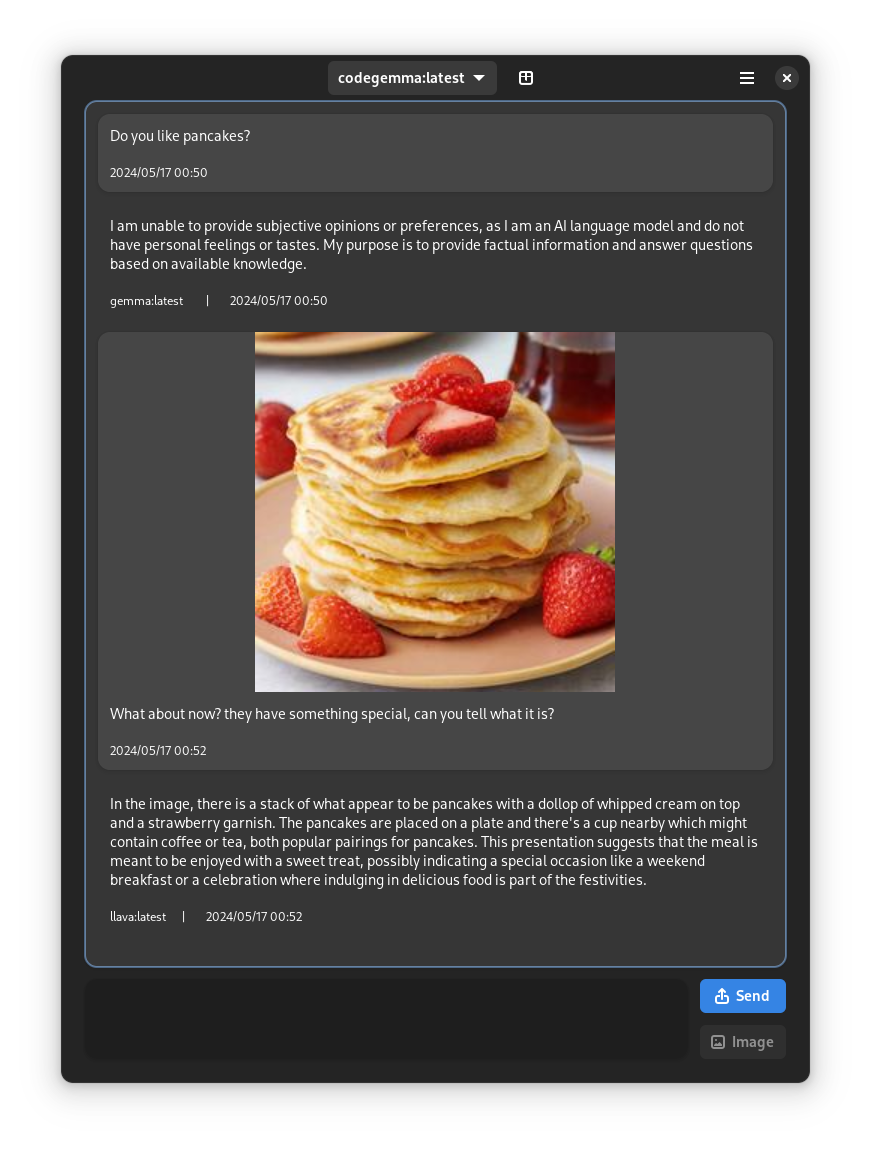 codegemma:latest
Do you like pancakes?
2024/05/17 00:50
I am unable to provide subjective opinions or preferences, as I am an AI language model and do not
have personal feelings or tastes. My purpose is to provide factual information and answer questions
based on available knowledge.
gemma:latest | 2024/05/17 00:50
What about now? they have something special, can you tell what it is?
2024/05/17 00:52
In the image, there is a stack of what appear to be pancakes with a dollop of whipped cream on top
and a strawberry garnish. The pancakes are placed on a plate and there's a cup nearby which might
contain coffee or tea, both popular pairings for pancakes. This presentation suggests that the meal is
meant to be enjoyed with a sweet treat, possibly indicating a special occasion like a weekend
breakfast or a celebration where indulging in delicious food is part of the festivities.
llava:latest | 2024/05/17 00:52
Send
Image